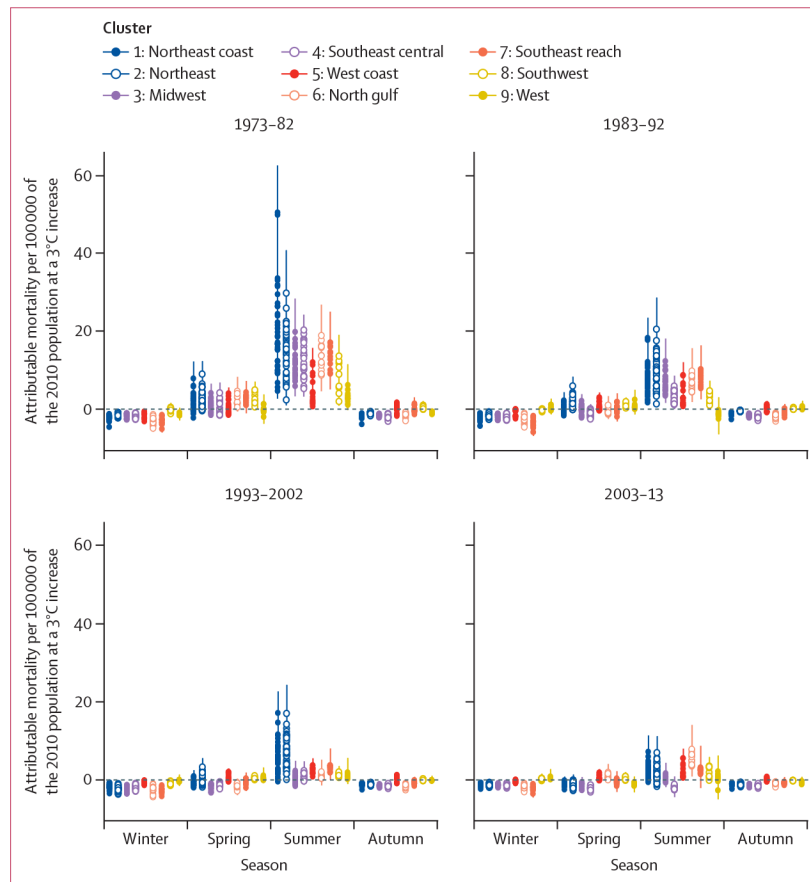 Cluster
1: Northeast coast
2: Northeast
3: Midwest
4: Southeast central
5: West coast
6: North gulf
7: Southeast reach
8: Southwest
9: West
1973–82
1983–92
Attributable mortality per 100 000 of
the 2010 population at a 3°C increase
60
40
20
0
1993–2002
2003–13
Attributable mortality per 100 000 of
the 2010 population at a 3°C increase
60
40
20
0
Winter
Spring
Summer
Autumn
Season
Winter
Spring
Summer
Autumn
Season